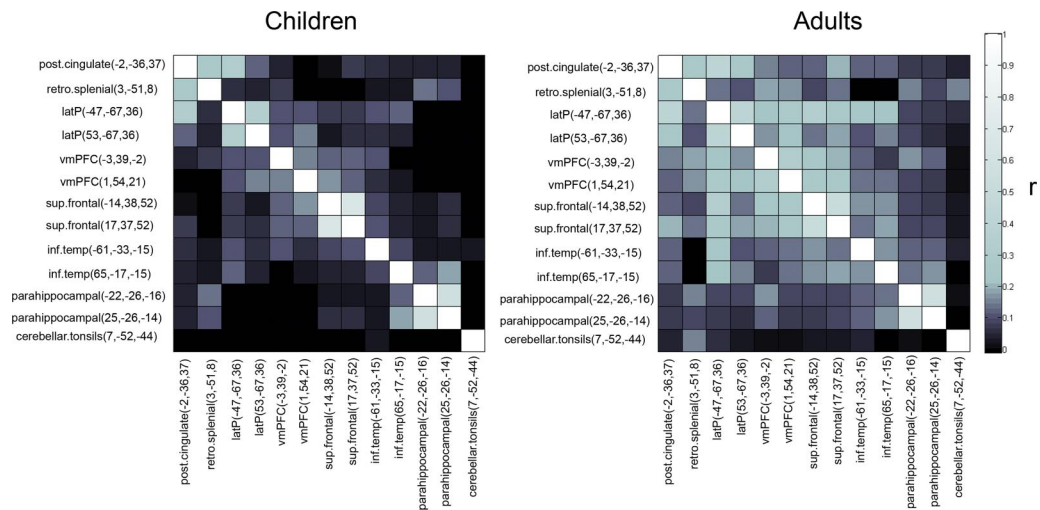 Children
Adults
post.cingulate(-2,-36,37)
retro.splenial(3,-51,8)
latP(-47,-67,36)
latP(53,-67,36)
vmPFC(-3,39,-2)
vmPFC(1,54,21)
sup.frontal(-14,38,52)
sup.frontal(17,37,52)
inf.temp(-61,-33,-15)
inf.temp(65,-17,-15)
parahippocampal(-22,-26,-16)
parahippocampal(25,-26,-14)
cerebellar.tonsils(7,-52,-44)
post.cingulate(-2,-36,37)
retro.splenial(3,-51,8)
latP(-47,-67,36)
latP(53,-67,36)
vmPFC(-3,39,-2)
vmPFC(1,54,21)
sup.frontal(-14,38,52)
sup.frontal(17,37,52)
inf.temp(-61,-33,-15)
inf.temp(65,-17,-15)
parahippocampal(-22,-26,-16)
parahippocampal(25,-26,-14)
cerebellar.tonsils(7,-52,-44)
post.cingulate(-2,-36,37)
retro.splenial(3,-51,8)
latP(-47,-67,36)
latP(53,-67,36)
vmPFC(-3,39,-2)
vmPFC(1,54,21)
sup.frontal(-14,38,52)
sup.frontal(17,37,52)
inf.temp(-61,-33,-15)
inf.temp(65,-17,-15)
parahippocampal(-22,-26,-16)
parahippocampal(25,-26,-14)
cerebellar.tonsils(7,-52,-44)
post.cingulate(-2,-36,37)
retro.splenial(3,-51,8)
latP(-47,-67,36)
latP(53,-67,36)
vmPFC(-3,39,-2)
vmPFC(1,54,21)
sup.frontal(-14,38,52)
sup.frontal(17,37,52)
inf.temp(-61,-33,-15)
inf.temp(65,-17,-15)
parahippocampal(-22,-26,-16)
parahippocampal(25,-26,-14)
cerebellar.tonsils(7,-52,-44)
1
0.9
0.8
0.7
0.6
0.5
0.4
0.3
0.2
0.1
0
r